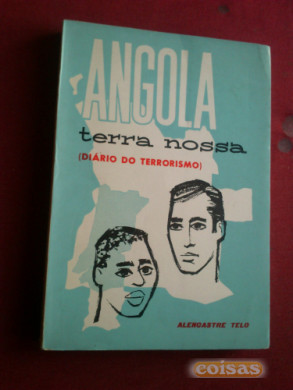 ANGOLA
terra nossa
(DIÁRIO DO TERRORISMO)
ALENCASTRE TELO
coisas